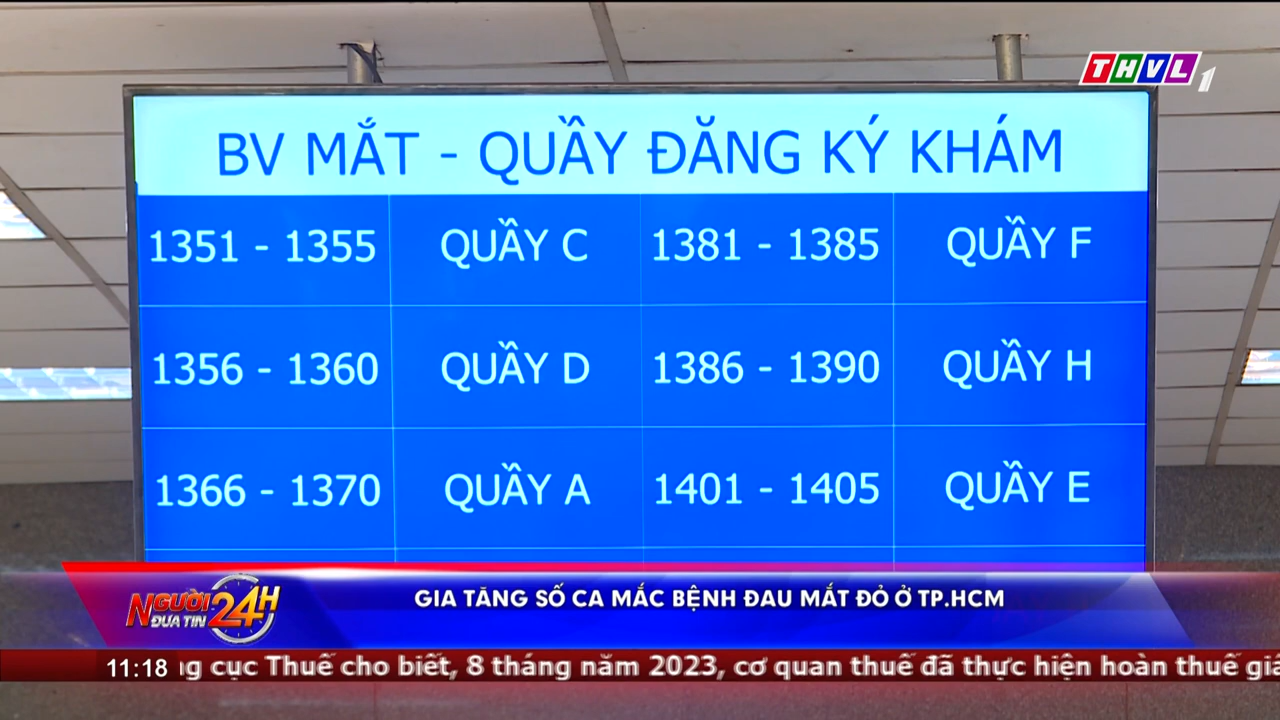 THVL 1
BV MẮT - QUẦY ĐĂNG KÝ KHÁM
1351 - 1355 QUẦY C 1381 - 1385 QUẦY F
1356 - 1360 QUẦY D 1386 - 1390 QUẦY H
1366 - 1370 QUẦY A 1401 - 1405 QUẦY E
GIA TĂNG SỐ CA MẮC BỆNH ĐAU MẮT ĐỎ Ở TP.HCM
NGƯỜI ĐƯA TIN 24H
11:18 cục Thuế cho biết, 8 tháng năm 2023, cơ quan thuế đã thực hiện hoàn thuế